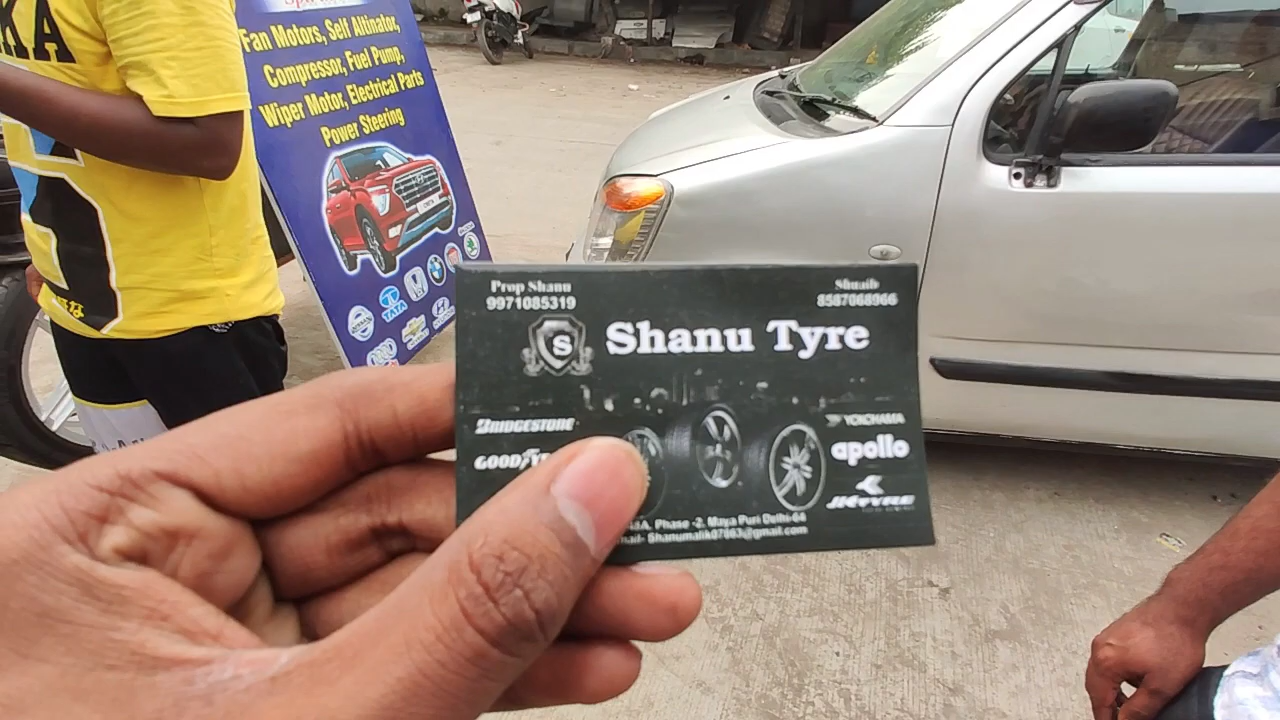 KA
Fan Motors, Self Altinator,
Compressor, Fuel Pump,
Wiper Motor, Electrical Parts
Power Steering
TATA
Prop Shanu
9971085319
Shuaib
8587068966
S
Shanu Tyre
BRIDGESTONE
YOKOHAMA
apollo
JK TYRE
Phase -2, Maya Puri Delhi-64
Shanumalik07863@gmail.com